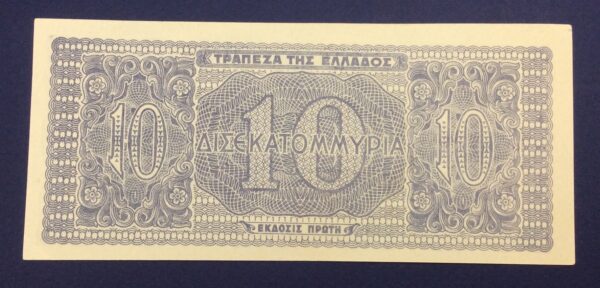 ΤΡΑΠΕΖΑ ΤΗΣ ΕΛΛΑΔΟΣ
10 10 10
ΔΙΣΕΚΑΤΟΜΜΥΡΙΑ
ΕΚΔΟΣΙΣ ΠΡΩΤΗ